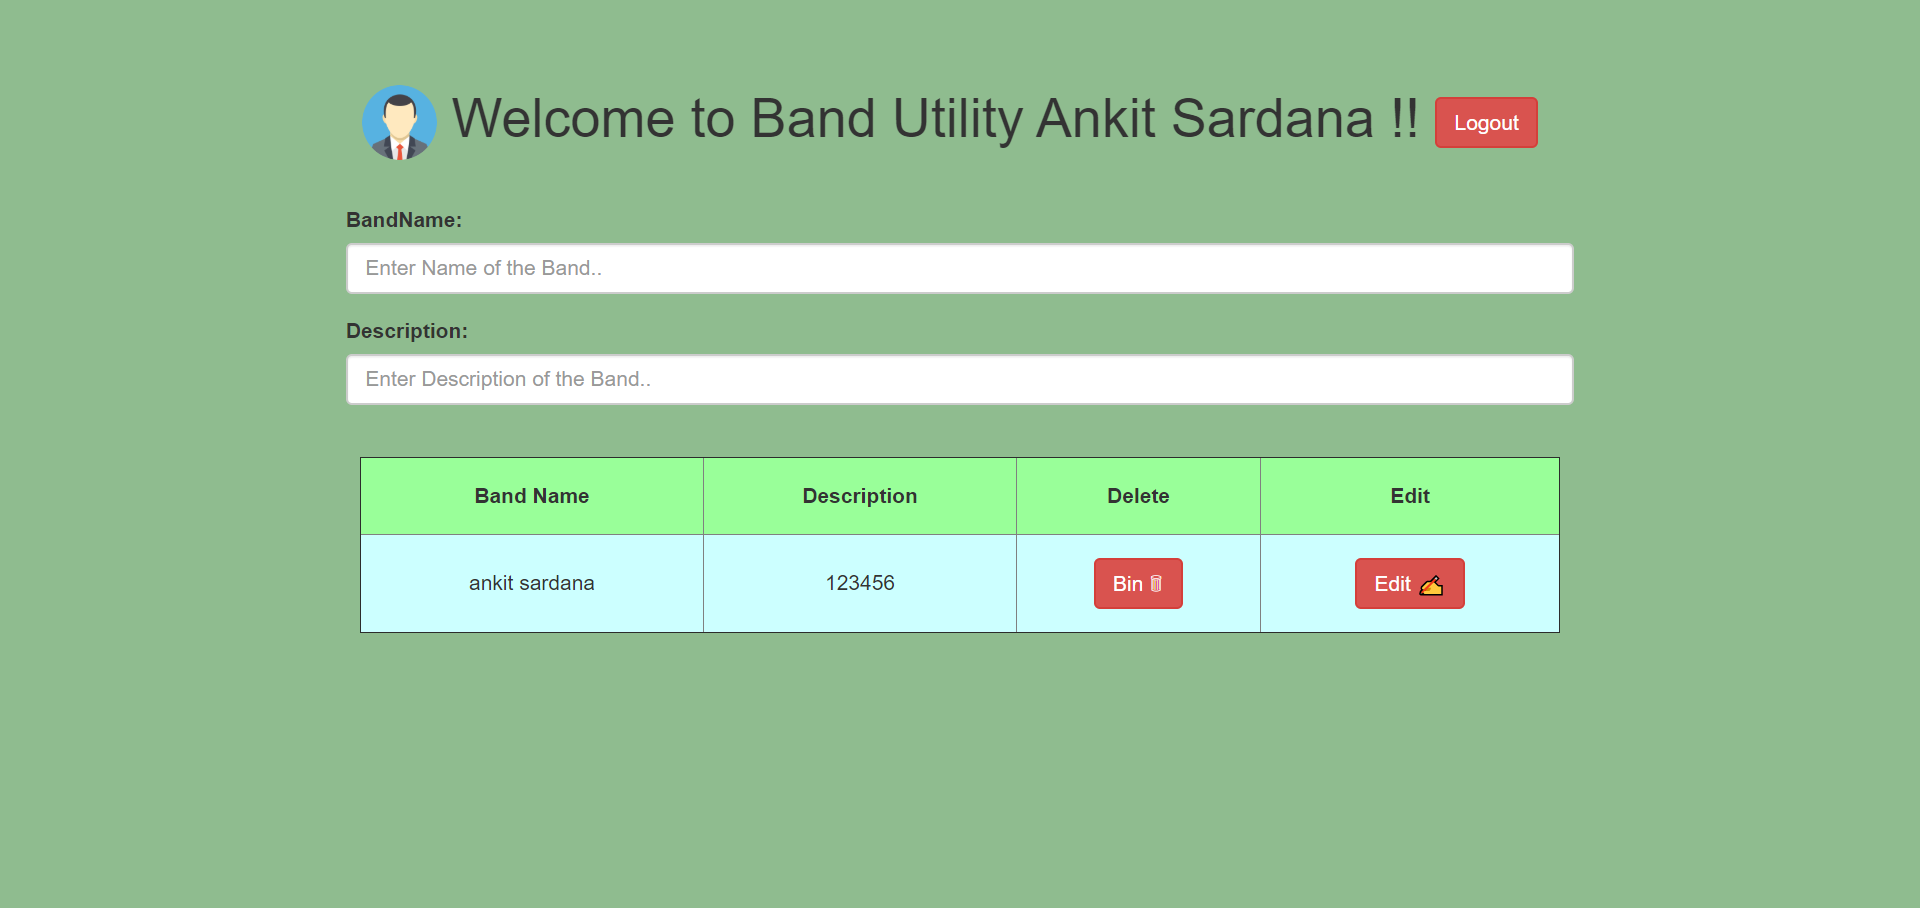 Welcome to Band Utility Ankit Sardana !! Logout
BandName:
Enter Name of the Band..
Description:
Enter Description of the Band..
Band Name Description Delete Edit
ankit sardana 123456 Bin Edit